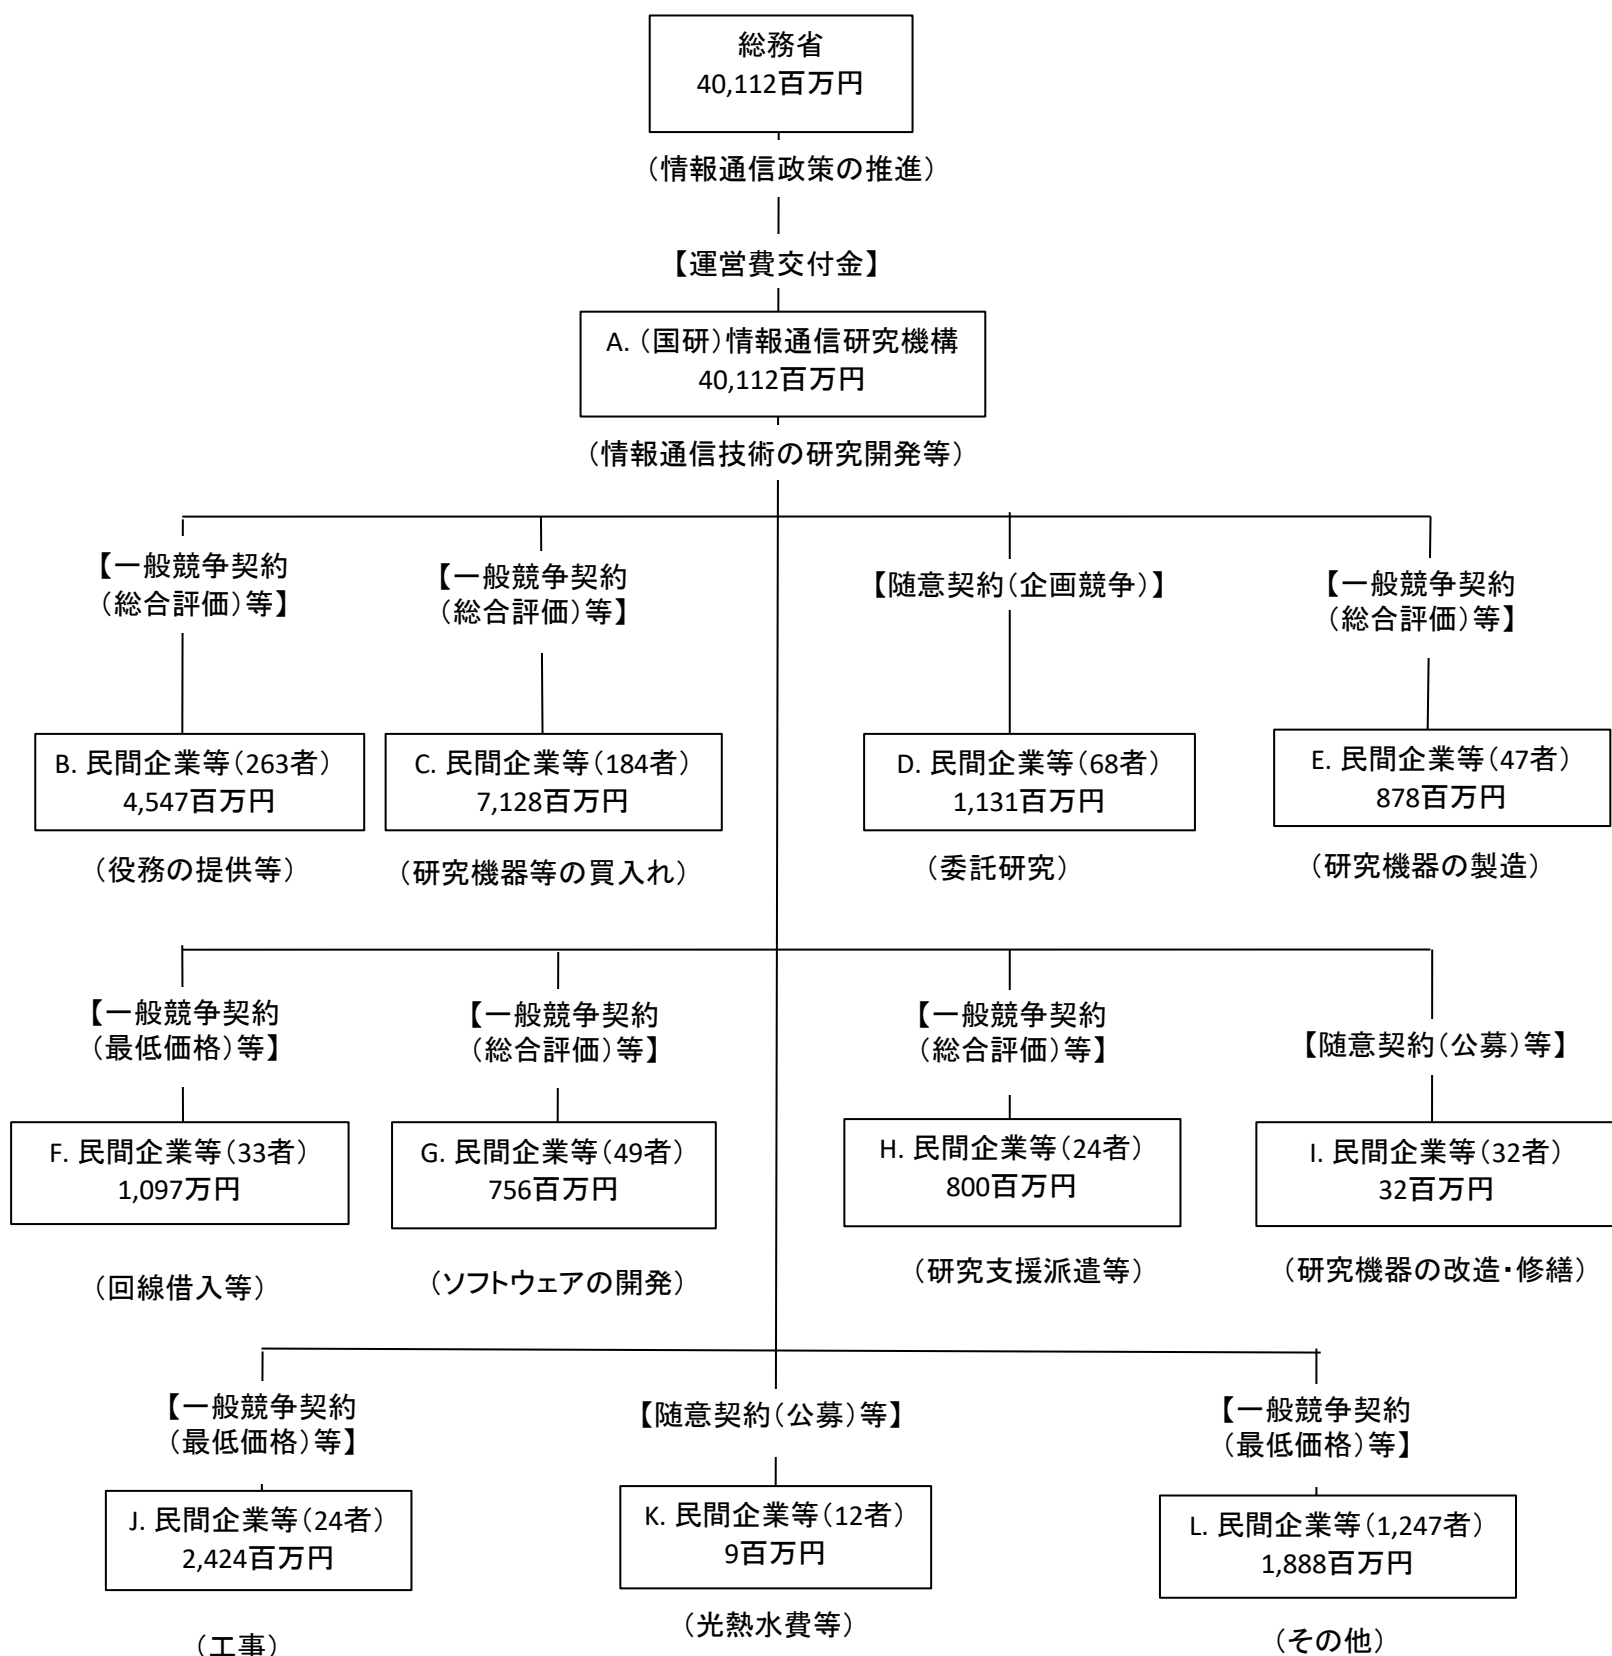 総務省
40,112百万円
（情報通信政策の推進）
【運営費交付金】
A.（国研）情報通信研究機構
40,112百万円
（情報通信技術の研究開発等）
【一般競争契約
（総合評価）等】
【一般競争契約
（総合評価）等】
【随意契約（企画競争）】
【一般競争契約
（総合評価）等】
B. 民間企業等（263者）
4,547百万円
C. 民間企業等（184者）
7,128百万円
D. 民間企業等（68者）
1,131百万円
E. 民間企業等（47者）
878百万円
（役務の提供等）
（研究機器等の買入れ）
（委託研究）
（研究機器の製造）
【一般競争契約
（最低価格）等】
【一般競争契約
（総合評価）等】
【一般競争契約
（総合評価）等】
【随意契約（公募）等】
F. 民間企業等（33者）
1,097万円
G. 民間企業等（49者）
756百万円
H. 民間企業等（24者）
800百万円
I. 民間企業等（32者）
32百万円
（回線借入等）
（ソフトウェアの開発）
（研究支援派遣等）
（研究機器の改造・修繕）
【一般競争契約
（最低価格）等】
【随意契約（公募）等】
【一般競争契約
（最低価格）等】
J. 民間企業等（24者）
2,424百万円
K. 民間企業等（12者）
9百万円
L. 民間企業等（1,247者）
1,888百万円
（工事）
（光熱水費等）
（その他）